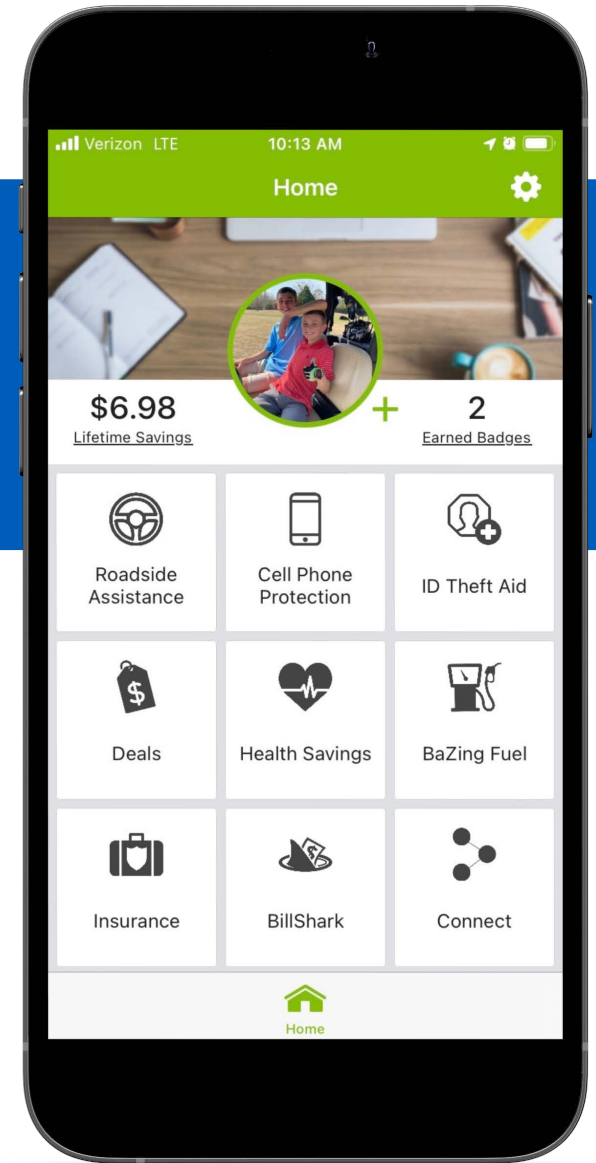 Verizon LTE
10:13 AM
Home
$6.98
Lifetime Savings
2
Earned Badges
Roadside
Assistance
Cell Phone
Protection
ID Theft Aid
Deals
Health Savings
BaZing Fuel
Insurance
BillShark
Connect
Home